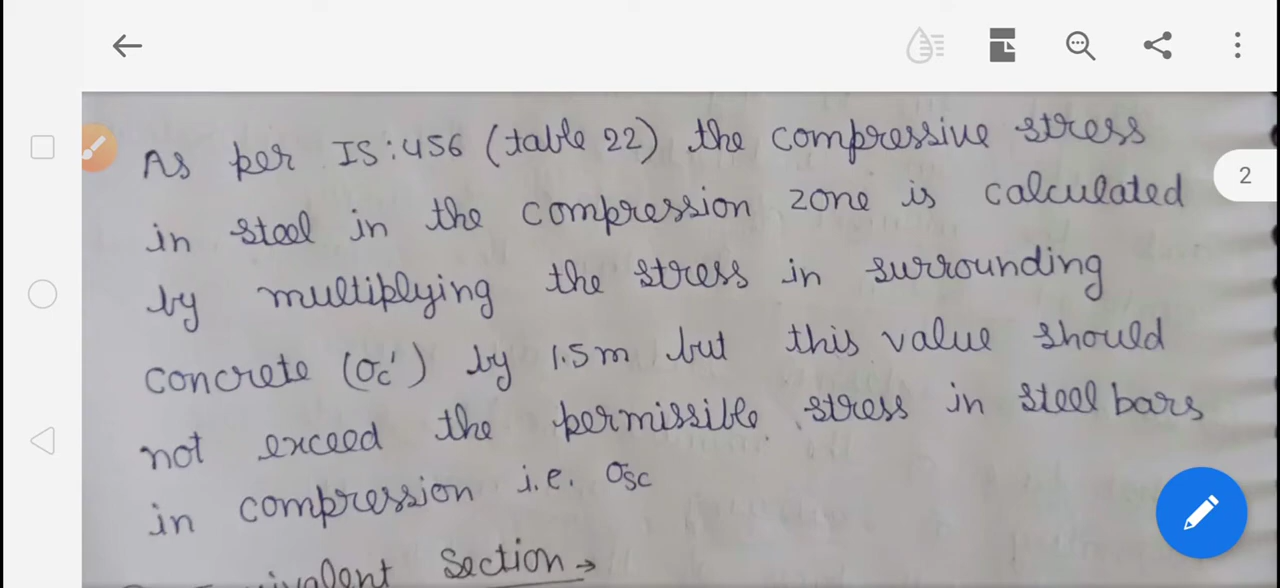 2
As per IS:456 (table 22) the compressive stress
in steel in the compression zone is calculated
by multiplying the stress in surrounding
concrete (σc') by 1.5m but this value should
not exceed the permissible stress in steel bars
in compression i.e. σsc
Section →